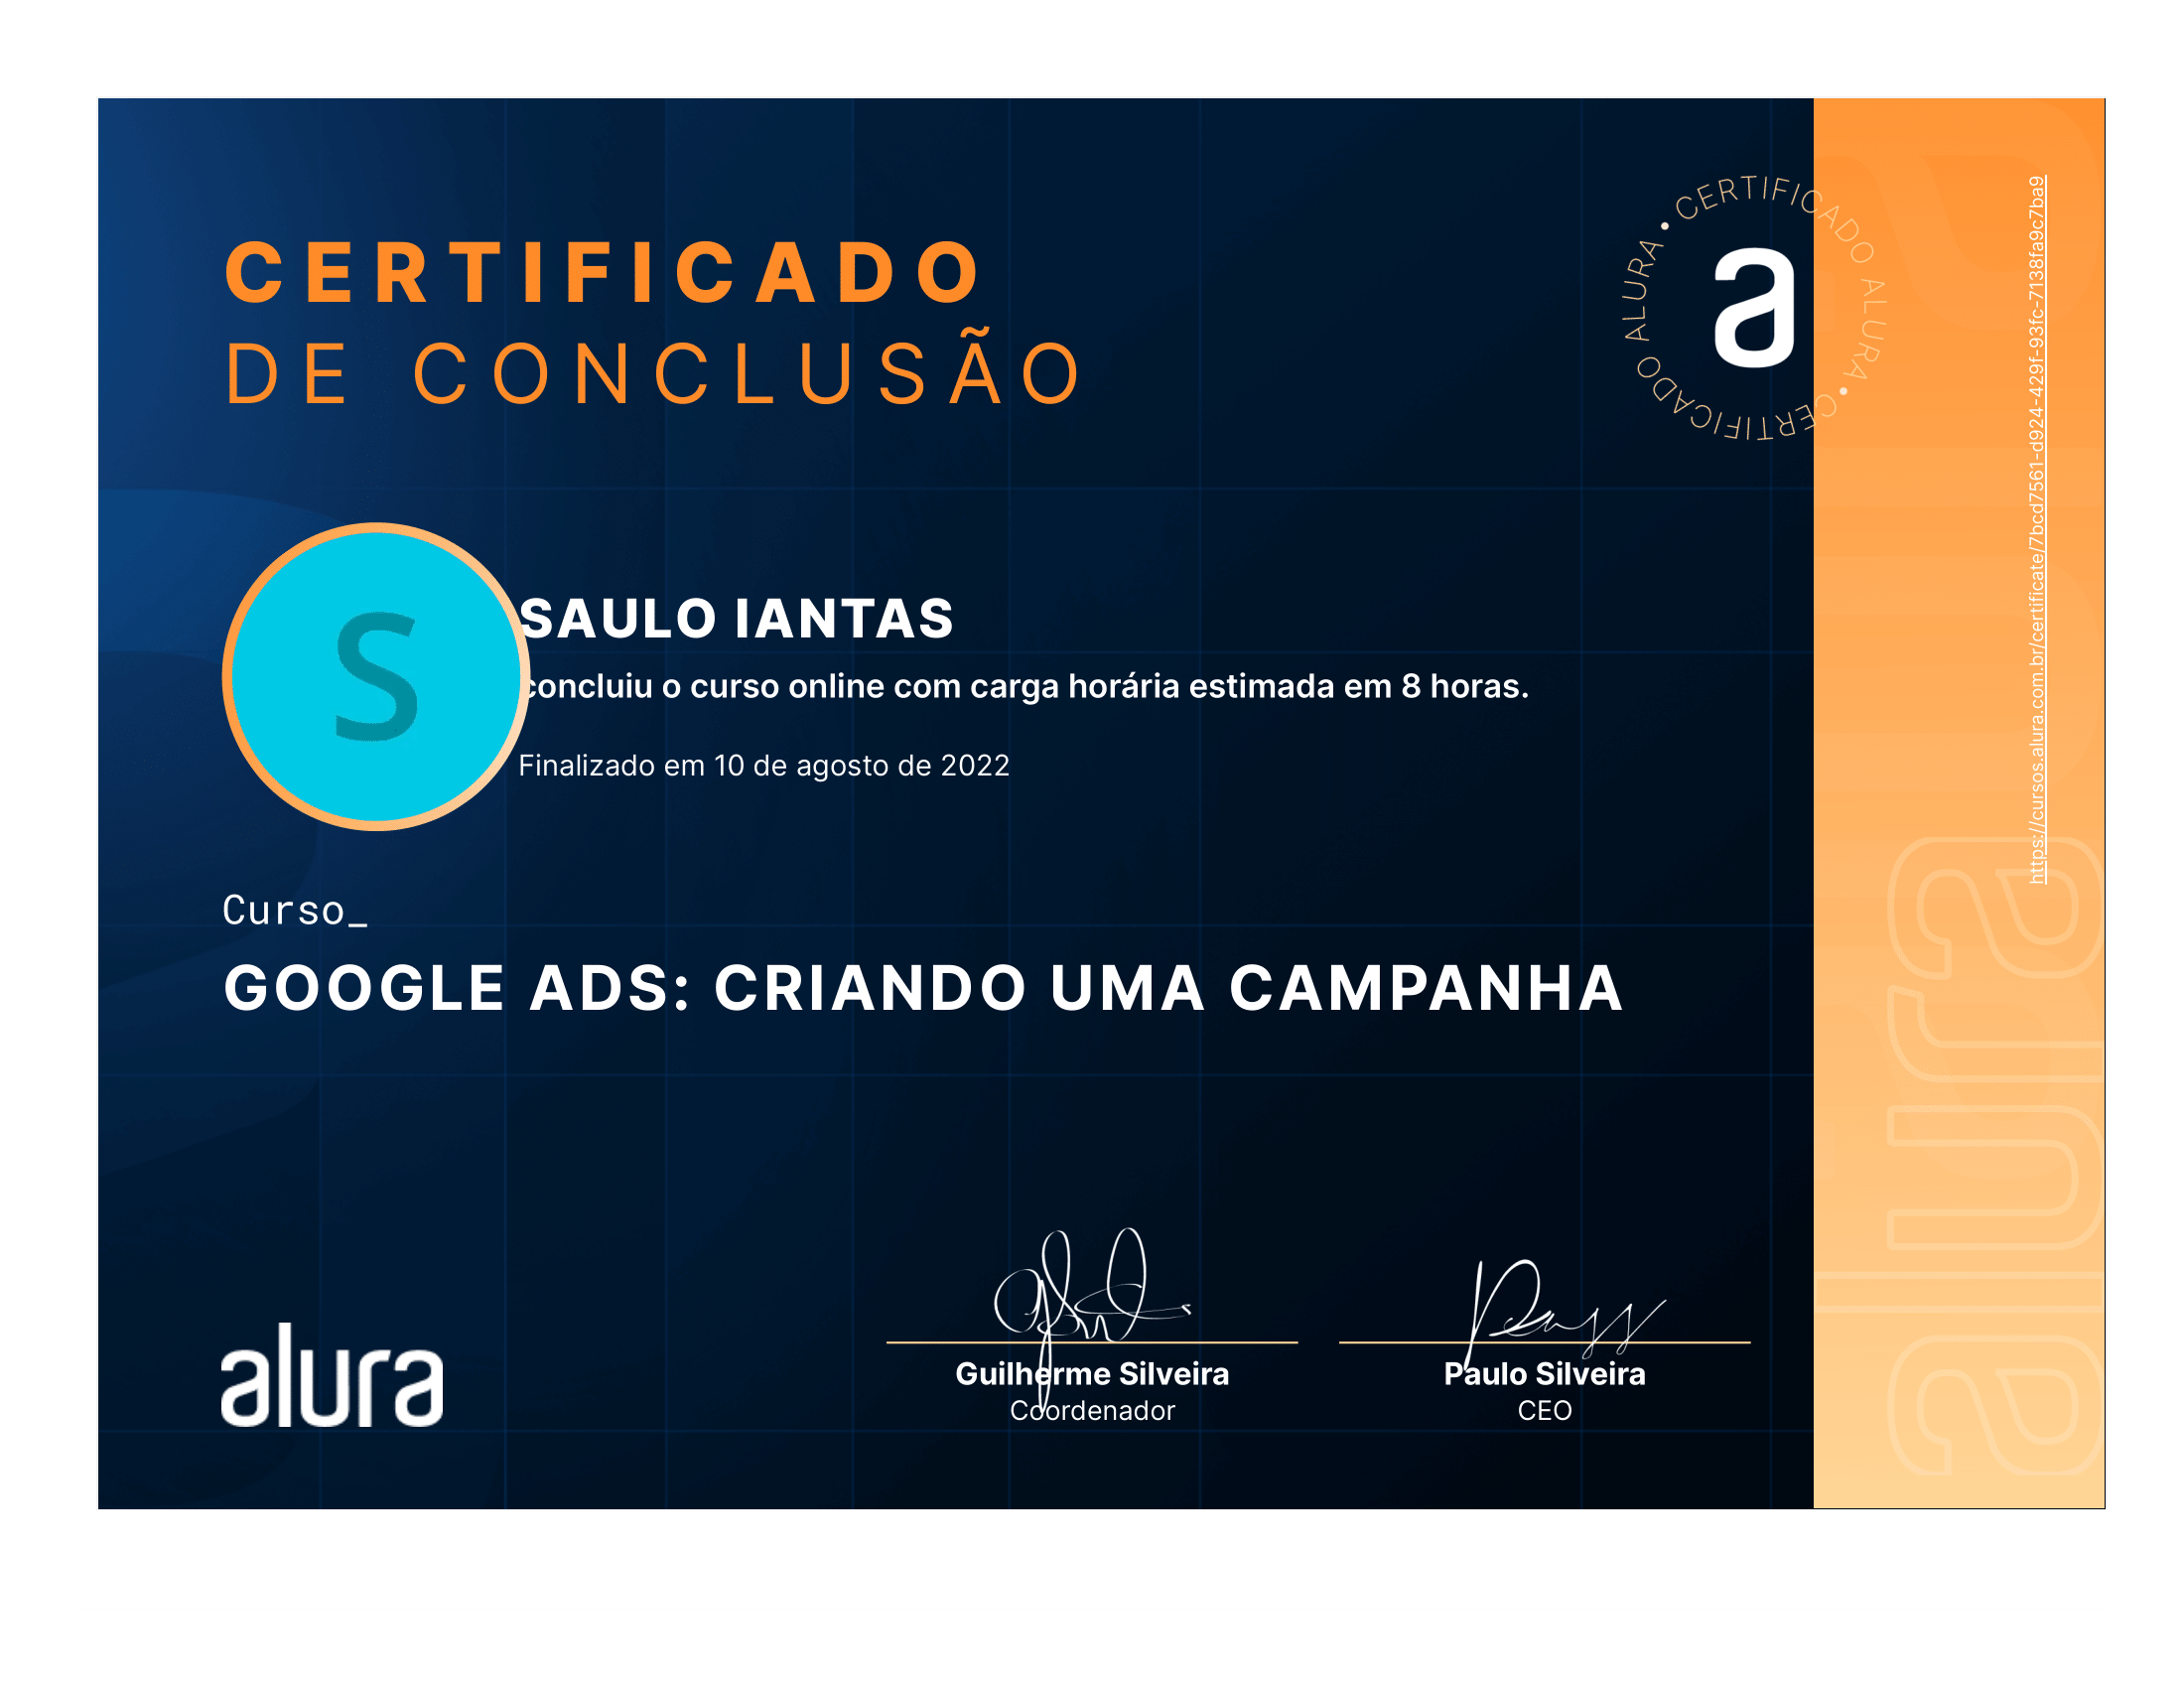 CERTIFICADO
DE CONCLUSÃO
• CERTIFICADO ALURA • CERTIFICADO ALURA
a
https://cursos.alura.com.br/certificate/7bcd7561-d924-429f-93fc-7138fa9c7ba9
S
SAULO IANTAS
concluiu o curso online com carga horária estimada em 8 horas.
Finalizado em 10 de agosto de 2022
Curso_
GOOGLE ADS: CRIANDO UMA CAMPANHA
alura
Guilherme Silveira
Coordenador
Paulo Silveira
CEO
alura